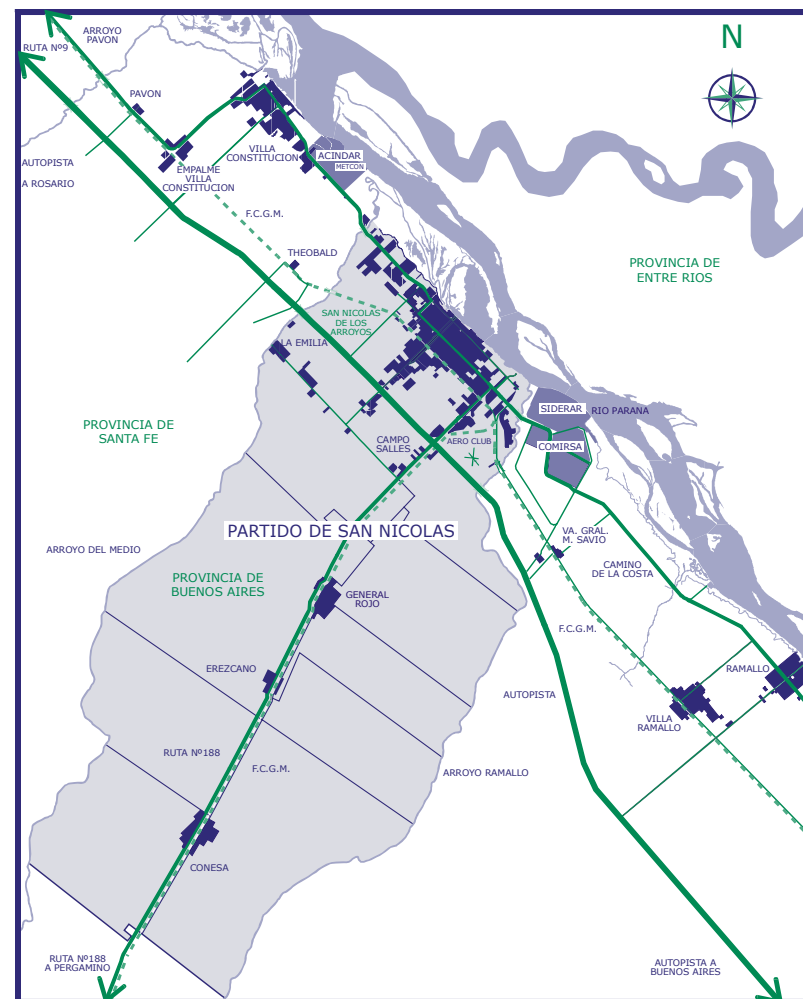 N
ARROYO
PAVON
RUTA Nº9
PAVON
AUTOPISTA
A ROSARIO
EMPALME
VILLA
CONSTITUCION
VILLA
CONSTITUCION
ACINDAR
METCON
F.C.G.M.
THEOBALD
PROVINCIA DE
ENTRE RIOS
SAN NICOLAS
DE LOS
ARROYOS
LA EMILIA
PROVINCIA DE
SANTA FE
SIDERAR
RIO PARANA
CAMPO
SALLES
AERO CLUB
COMIRSA
PARTIDO DE SAN NICOLAS
VA. GRAL.
M. SAVIO
ARROYO DEL MEDIO
CAMINO
DE LA COSTA
PROVINCIA DE
BUENOS AIRES
GENERAL
ROJO
F.C.G.M.
EREZCANO
RAMALLO
AUTOPISTA
VILLA
RAMALLO
RUTA Nº188
F.C.G.M.
ARROYO RAMALLO
CONESA
RUTA Nº188
A PERGAMINO
AUTOPISTA A
BUENOS AIRES